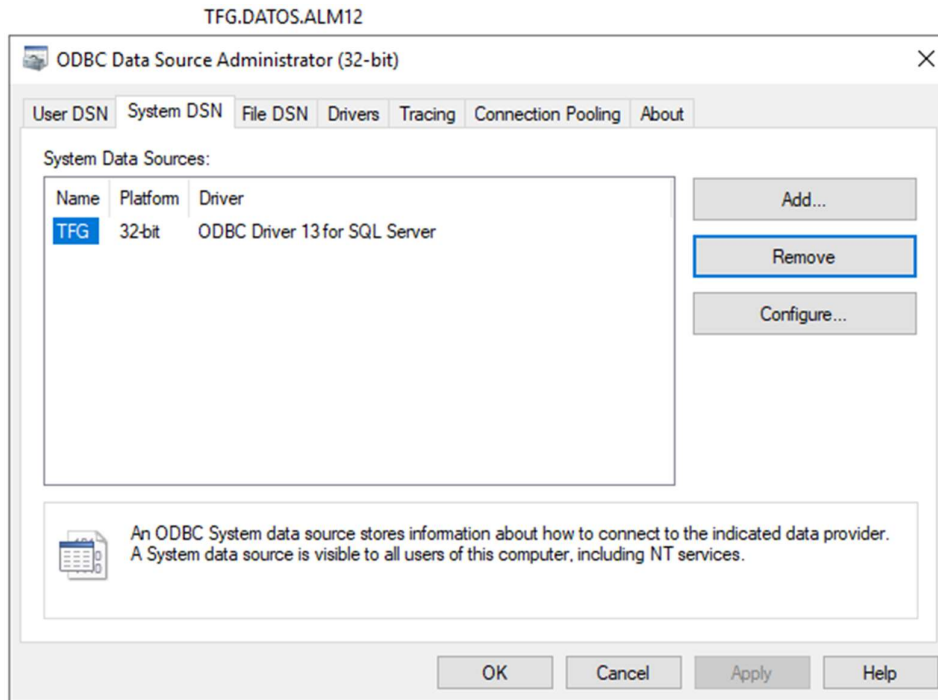 TFG.DATOS.ALM12
ODBC Data Source Administrator (32-bit)
User DSN System DSN File DSN Drivers Tracing Connection Pooling About
System Data Sources:
Name Platform Driver
TFG 32-bit ODBC Driver 13 for SQL Server
Add...
Remove
Configure...
An ODBC System data source stores information about how to connect to the indicated data provider.
A System data source is visible to all users of this computer, including NT services.
OK Cancel Apply Help